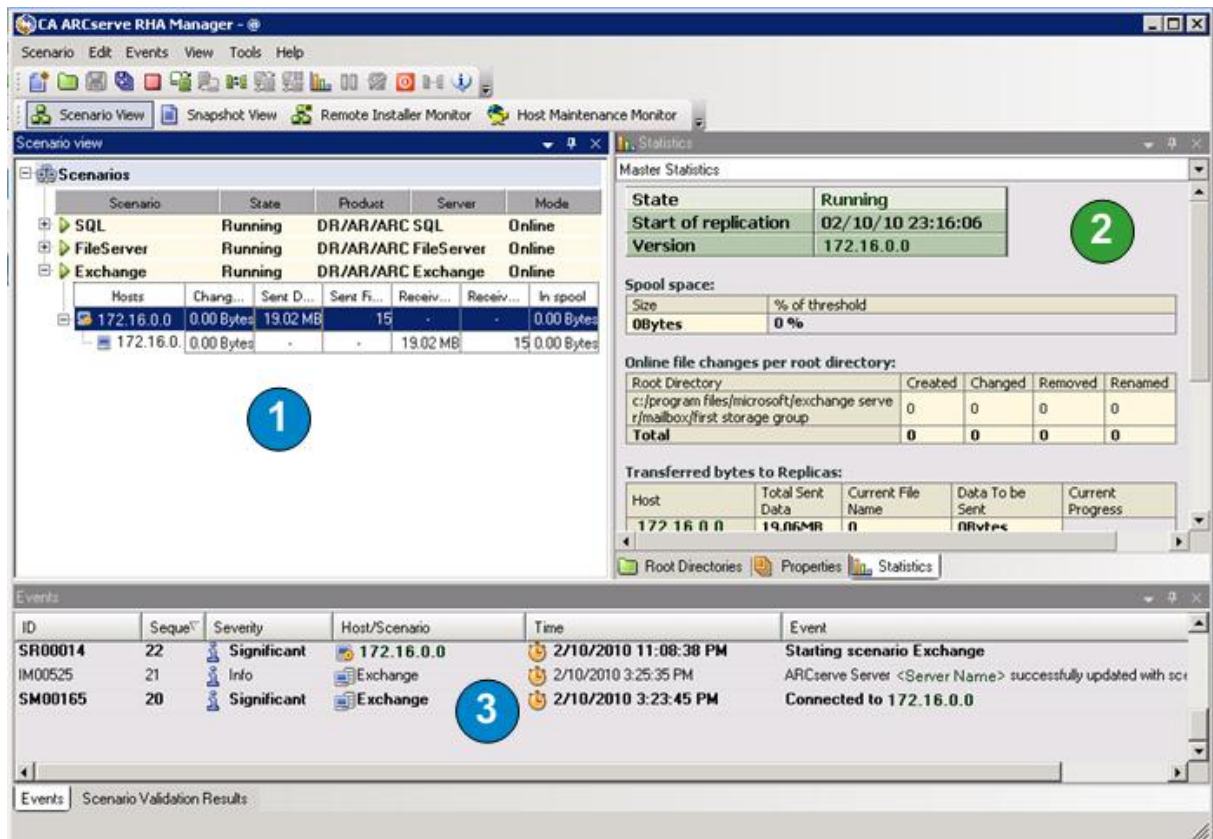 CA ARCserve RHA Manager - @
Scenario Edit Events View Tools Help
Scenario View Snapshot View Remote Installer Monitor Host Maintenance Monitor
Scenario view
Scenarios
Scenario State Product Server Mode
SQL Running DR/AR/ARC SQL Online
FileServer Running DR/AR/ARC FileServer Online
Exchange Running DR/AR/ARC Exchange Online
Hosts Chang... Sent D... Sent Fi... Receiv... Receiv... In spool
172.16.0.0 0.00 Bytes 19.02 MB 15 - - 0.00 Bytes
172.16.0. 0.00 Bytes - - 19.02 MB 15 0.00 Bytes
1
Statistics
Master Statistics
State Running
Start of replication 02/10/10 23:16:06
Version 172.16.0.0
2
Spool space:
Size % of threshold
0Bytes 0 %
Online file changes per root directory:
Root Directory Created Changed Removed Renamed
c:/program files/microsoft/exchange serve
r/mailbox/first storage group 0 0 0 0
Total 0 0 0 0
Transferred bytes to Replicas:
Host Total Sent Data Current File Name Data To be Sent Current Progress
172.16.0.0 19.06MB 0 0Bytes
Root Directories Properties Statistics
Events
ID Seque Severity Host/Scenario Time Event
SR00014 22 Significant 172.16.0.0 2/10/2010 11:08:38 PM Starting scenario Exchange
IM00525 21 Info Exchange 2/10/2010 3:25:35 PM ARCserve Server <Server Name> successfully updated with sce
SM00165 20 Significant Exchange 2/10/2010 3:23:45 PM Connected to 172.16.0.0
3
Events Scenario Validation Results